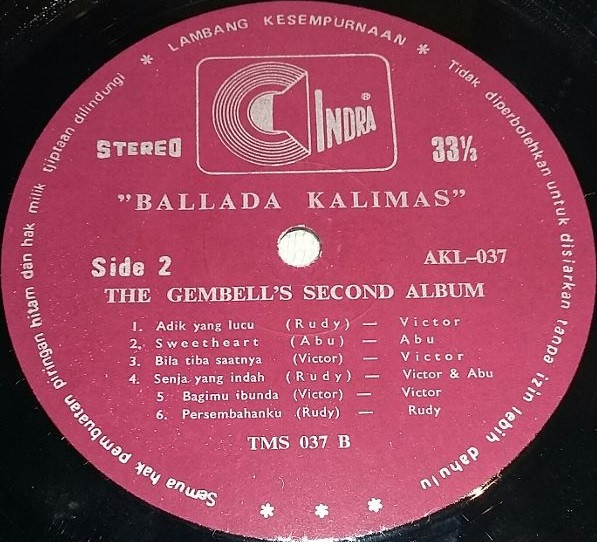 * LAMBANG KESEMPURNAAN *
Semua hak pembuatan piringan hitam dan hak milik tjiptaan dilindungi
Tidak diperbolehkan untuk disiarkan tanpa izin lebih dahulu
INDRA ®
STEREO
33⅓
"BALLADA KALIMAS"
Side 2
AKL-037
THE GEMBELL'S SECOND ALBUM
1. Adik yang lucu (Rudy) — Victor
2. Sweetheart (Abu) — Abu
3. Bila tiba saatnya (Victor) — Victor
4. Senja yang indah (Rudy) — Victor & Abu
5 Bagimu ibunda (Victor) — Victor
6. Persembahanku (Rudy) — Rudy
TMS 037 B
* * *